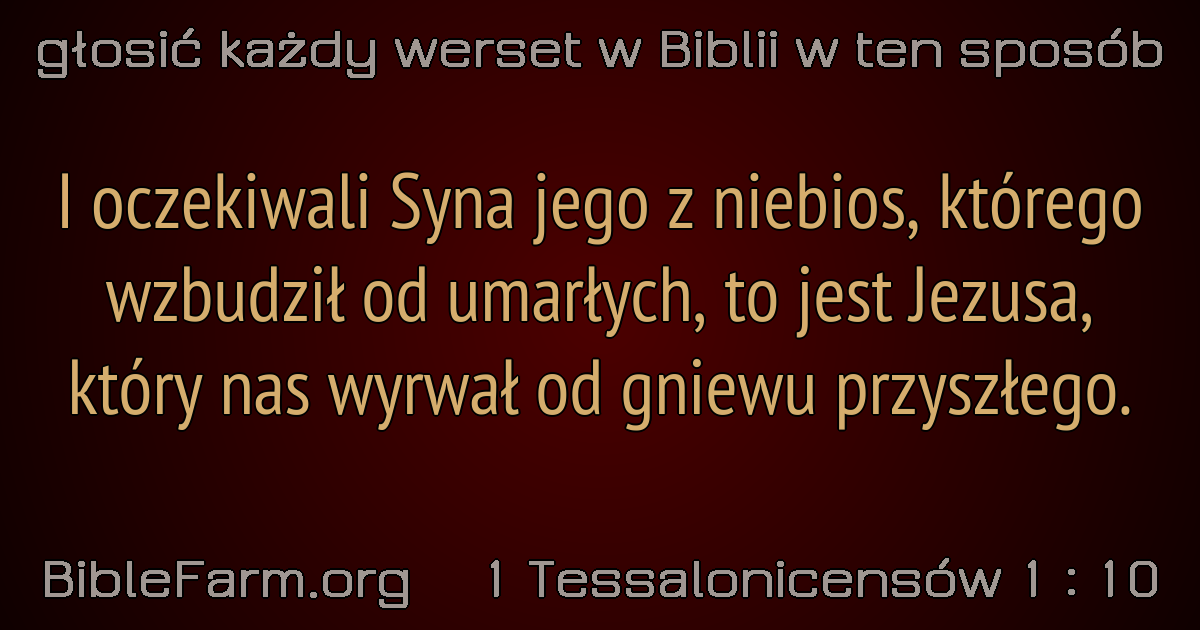 głosić każdy werset w Biblii w ten sposób
I oczekiwali Syna jego z niebios, którego
wzbudził od umarłych, to jest Jezusa,
który nas wyrwał od gniewu przyszłego.
BibleFarm.org 1 Tessalonicensów 1 : 10